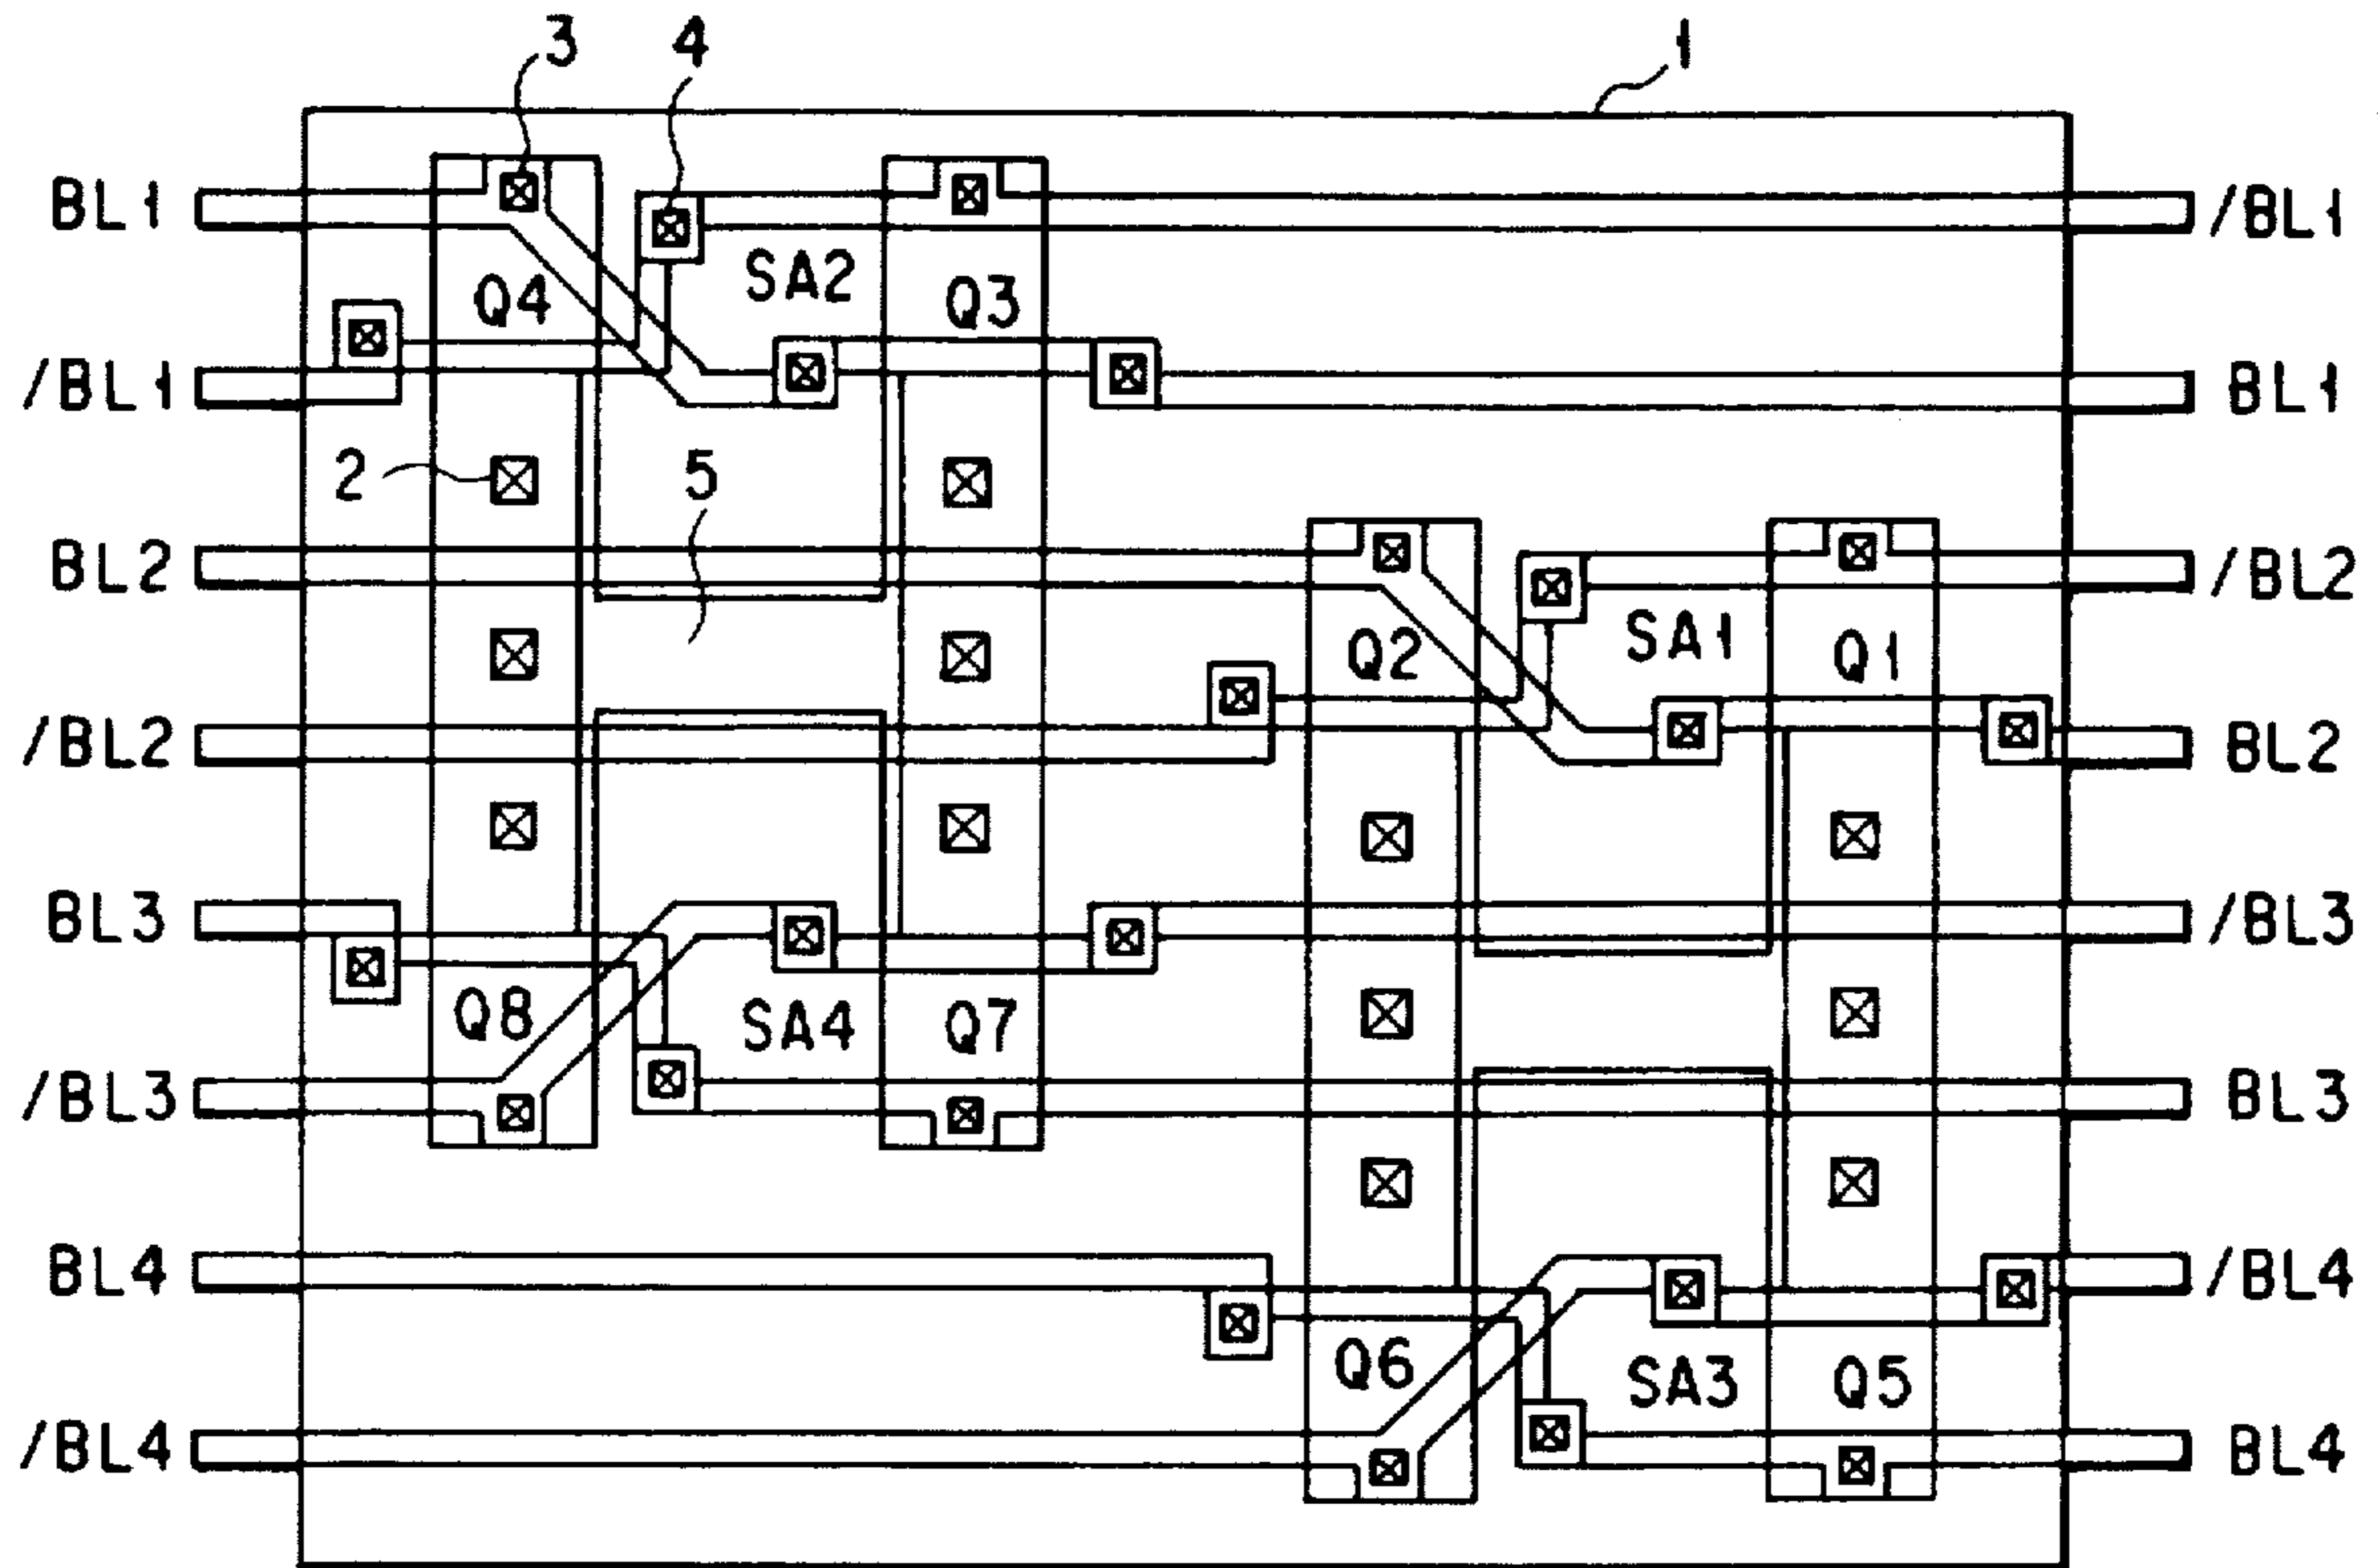 3 4 1
BL1 /BL1
SA2
Q4 Q3
/BL1 BL1
2 5
BL2 /BL2
Q2 SA1 Q1
/BL2 BL2
BL3 /BL3
Q8 SA4 Q7
/BL3 BL3
BL4 /BL4
Q6 SA3 Q5
/BL4 BL4